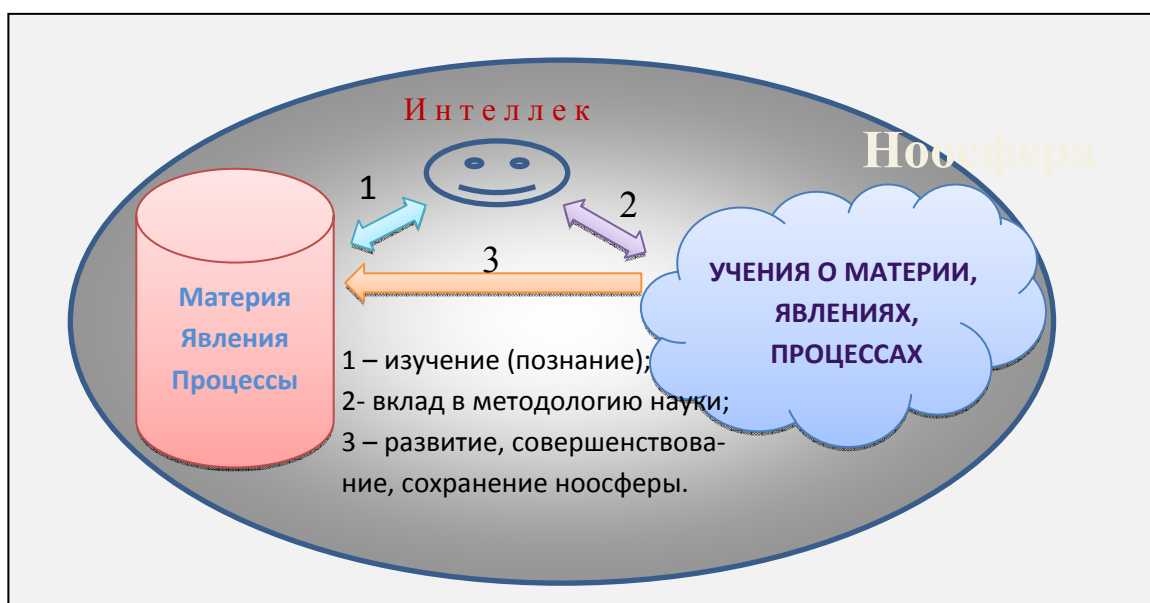 Интеллек
Ноосфера
1
2
3
УЧЕНИЯ О МАТЕРИИ,
ЯВЛЕНИЯХ,
ПРОЦЕССАХ
Материя
Явления
Процессы
1 – изучение (познание);
2- вклад в методологию науки;
3 – развитие, совершенствова-
ние, сохранение ноосферы.